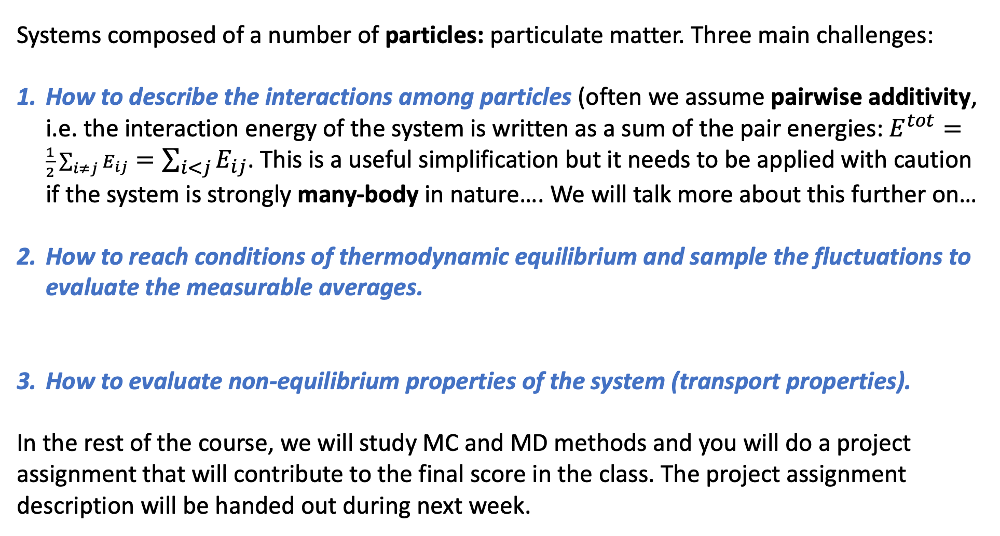 Systems composed of a number of particles: particulate matter. Three main challenges:
1. How to describe the interactions among particles (often we assume pairwise additivity,
i.e. the interaction energy of the system is written as a sum of the pair energies: E^{tot} =
\frac{1}{2} \sum_{i≠j} E_{ij} = \sum_{i<j} E_{ij}. This is a useful simplification but it needs to be applied with caution
if the system is strongly many-body in nature.... We will talk more about this further on...
2. How to reach conditions of thermodynamic equilibrium and sample the fluctuations to
evaluate the measurable averages.
3. How to evaluate non-equilibrium properties of the system (transport properties).
In the rest of the course, we will study MC and MD methods and you will do a project
assignment that will contribute to the final score in the class. The project assignment
description will be handed out during next week.